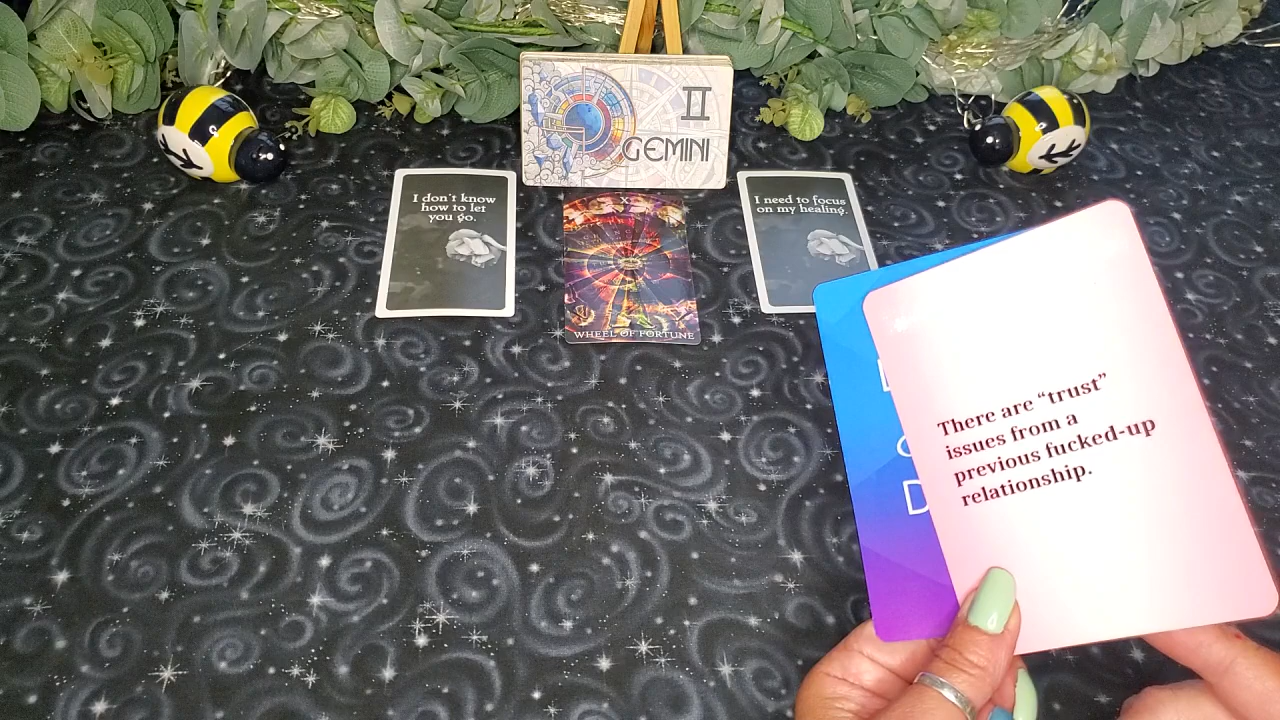 II
GEMINI
I don't know
how to let
you go.
X
WHEEL OF FORTUNE
I need to focus
on my healing.
There are “trust”
issues from a
previous fucked-up
relationship.
D